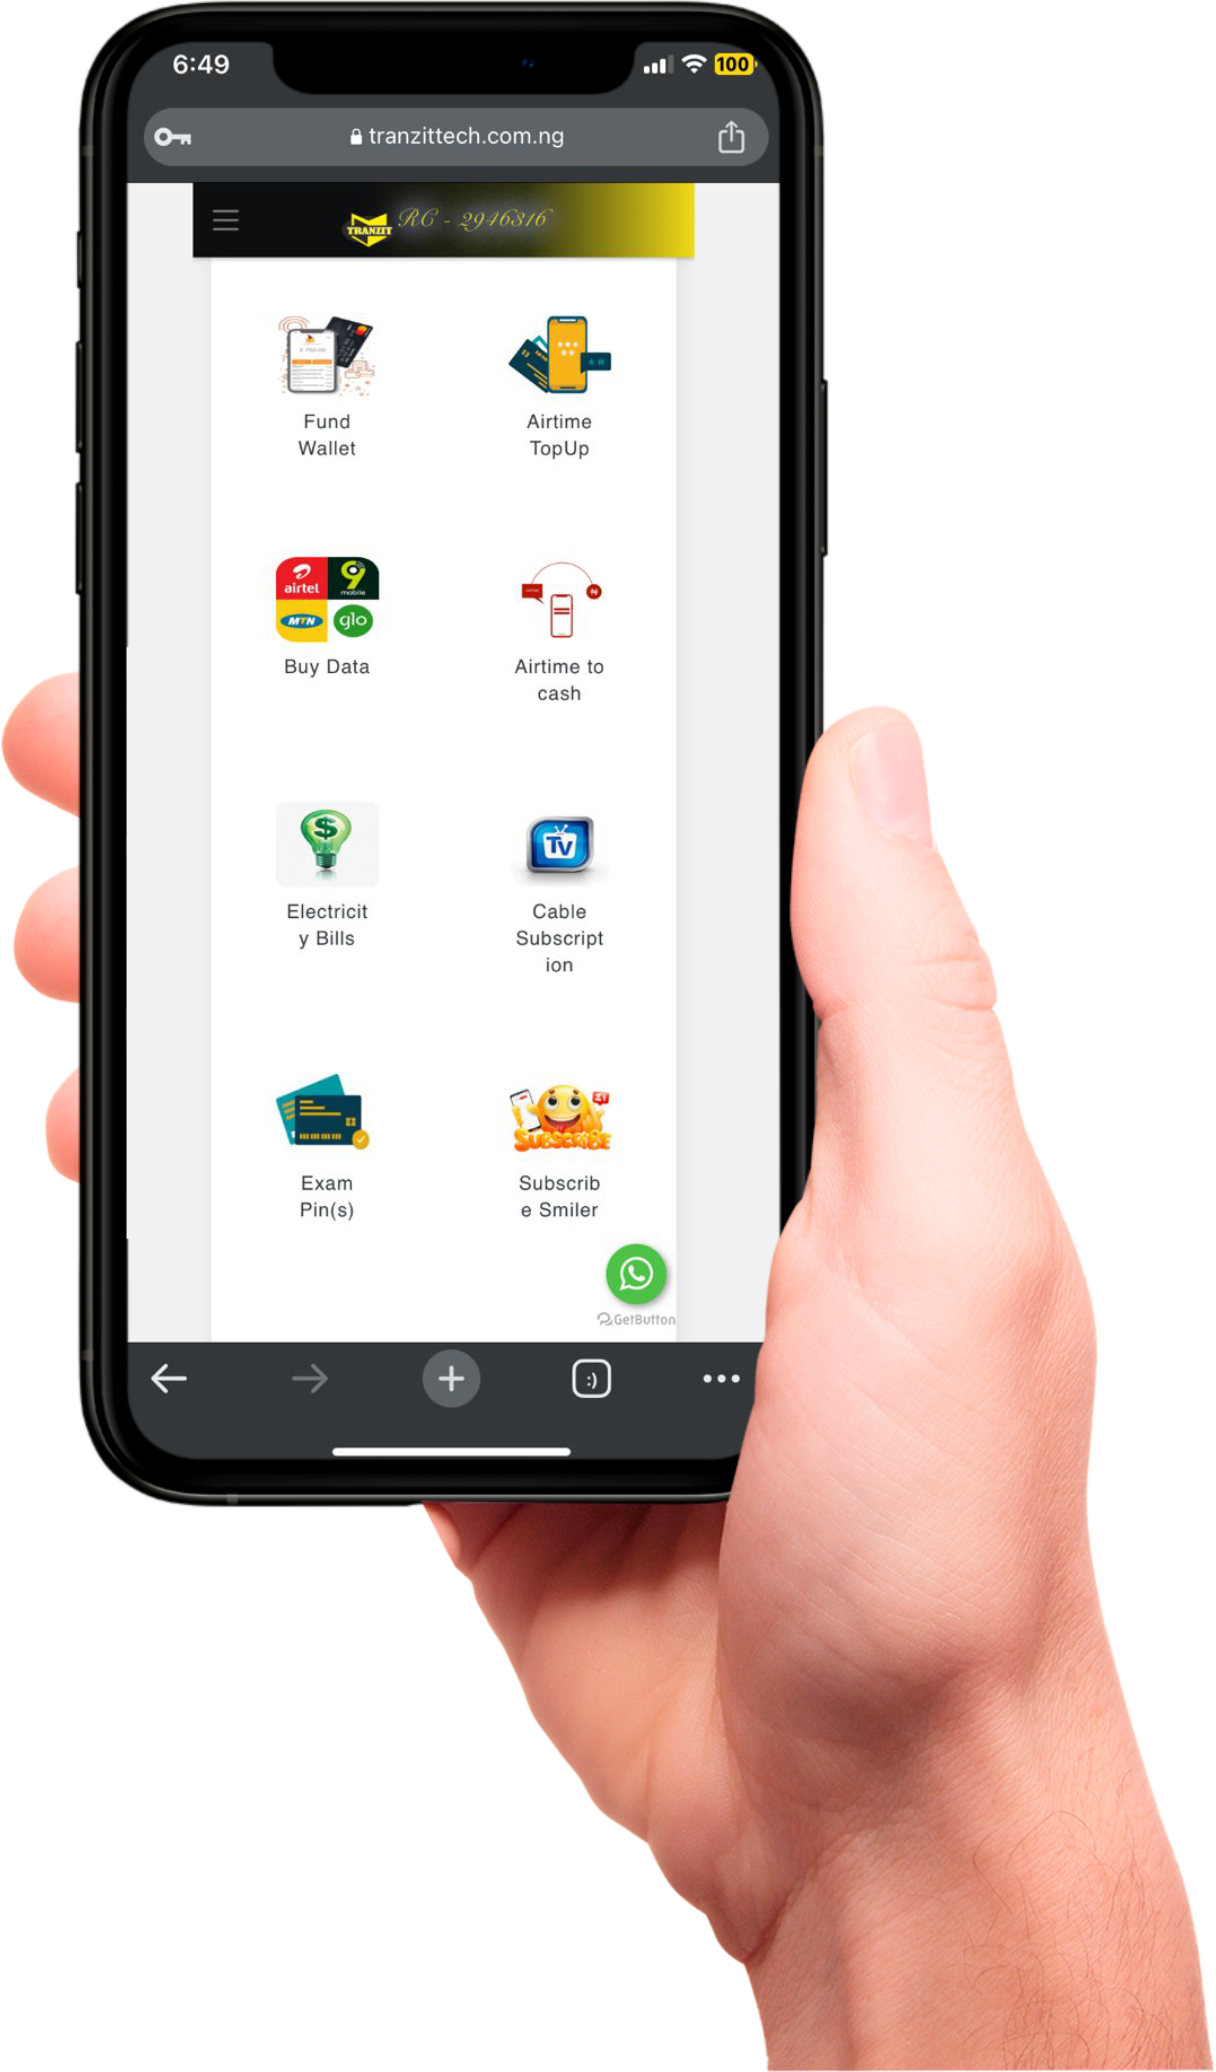 6:49
100
tranzittech.com.ng
TRANZIT
RC - 2946316
Fund
Wallet
Airtime
TopUp
airtel
9
mobile
MTN
glo
Buy Data
Airtime to
cash
$
TV
Electricit
y Bills
Cable
Subscript
ion
SUBSCRIBE
Exam
Pin(s)
Subscrib
e Smiler
GetButton
:)